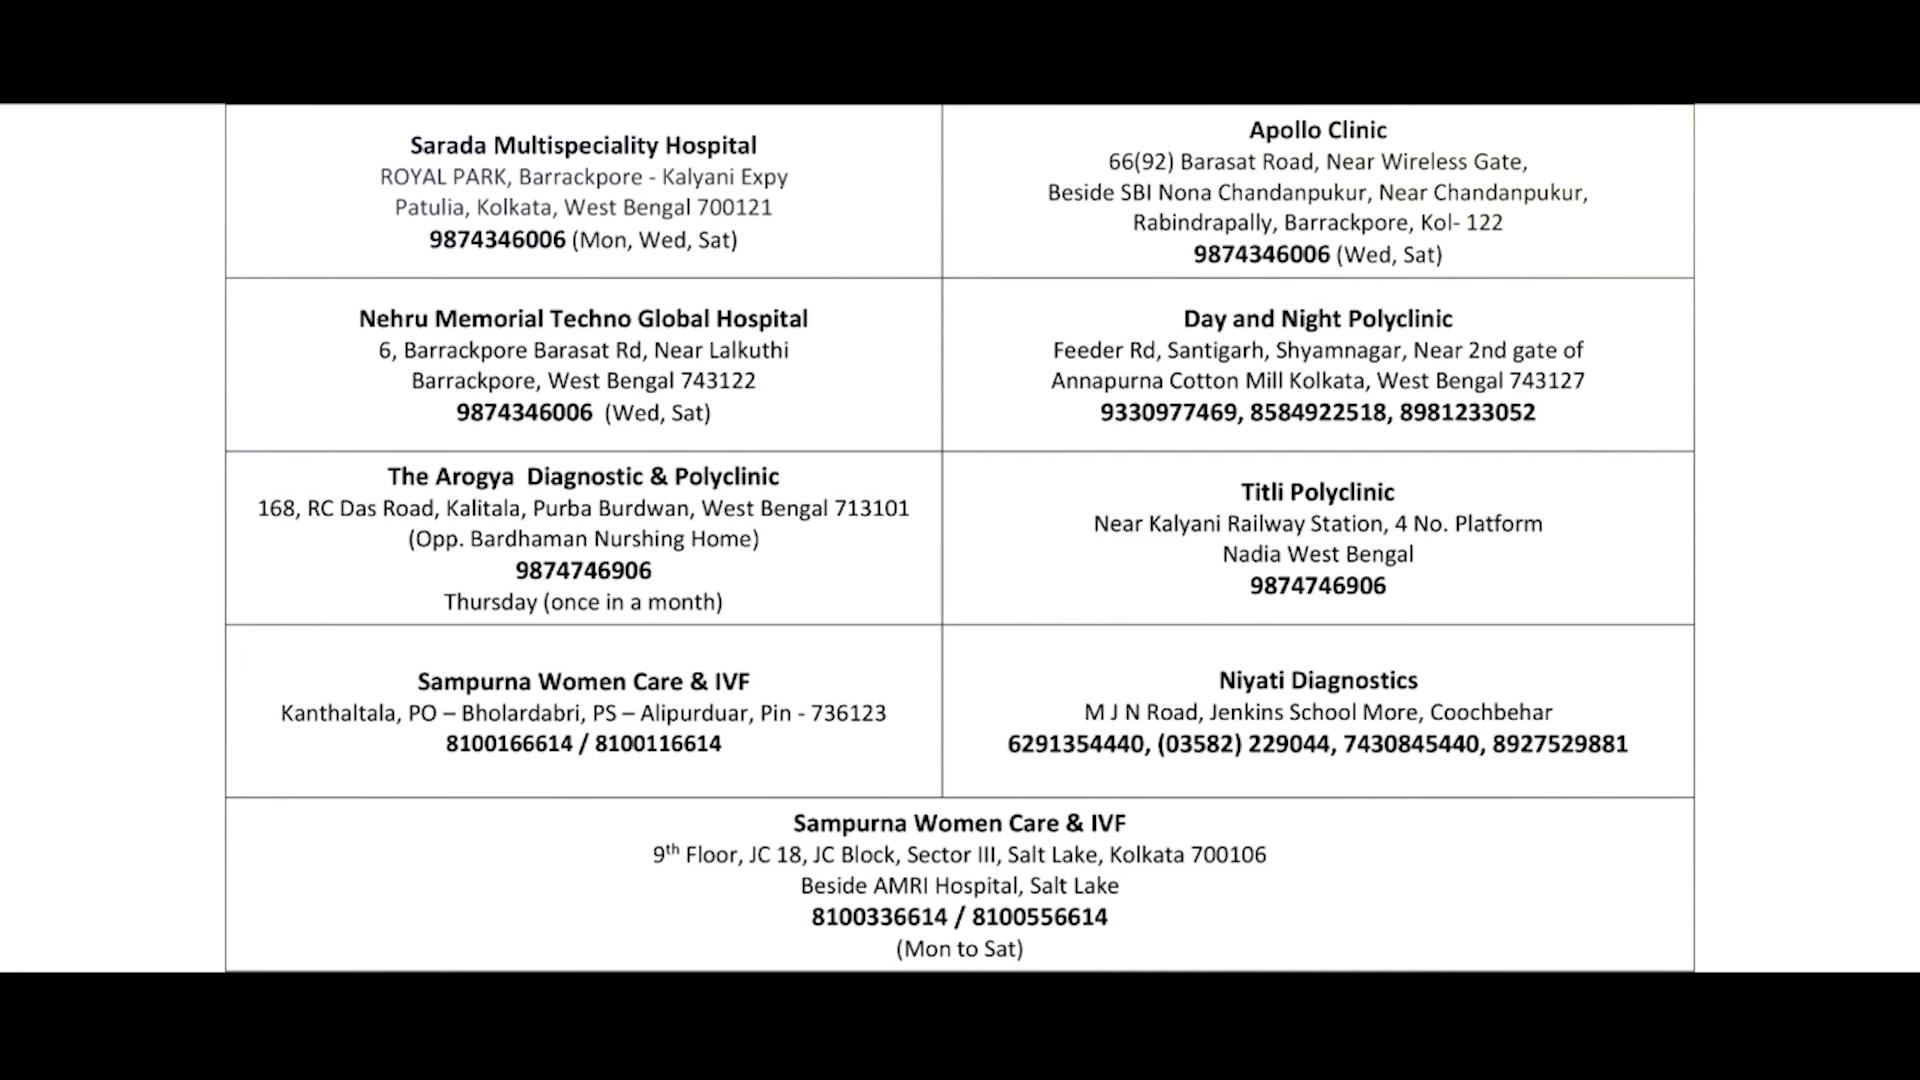 Sarada Multispeciality Hospital
ROYAL PARK, Barrackpore - Kalyani Expy
Patulia, Kolkata, West Bengal 700121
9874346006 (Mon, Wed, Sat)
Apollo Clinic
66(92) Barasat Road, Near Wireless Gate,
Beside SBI Nona Chandanpukur, Near Chandanpukur,
Rabindrapally, Barrackpore, Kol- 122
9874346006 (Wed, Sat)
Nehru Memorial Techno Global Hospital
6, Barrackpore Barasat Rd, Near Lalkuthi
Barrackpore, West Bengal 743122
9874346006 (Wed, Sat)
Day and Night Polyclinic
Feeder Rd, Santigarh, Shyamnagar, Near 2nd gate of
Annapurna Cotton Mill Kolkata, West Bengal 743127
9330977469, 8584922518, 8981233052
The Arogya Diagnostic & Polyclinic
168, RC Das Road, Kalitala, Purba Burdwan, West Bengal 713101
(Opp. Bardhaman Nurshing Home)
9874746906
Thursday (once in a month)
Titli Polyclinic
Near Kalyani Railway Station, 4 No. Platform
Nadia West Bengal
9874746906
Sampurna Women Care & IVF
Kanthaltala, PO – Bholardabri, PS – Alipurduar, Pin - 736123
8100166614 / 8100116614
Niyati Diagnostics
M J N Road, Jenkins School More, Coochbehar
6291354440, (03582) 229044, 7430845440, 8927529881
Sampurna Women Care & IVF
9th Floor, JC 18, JC Block, Sector III, Salt Lake, Kolkata 700106
Beside AMRI Hospital, Salt Lake
8100336614 / 8100556614
(Mon to Sat)